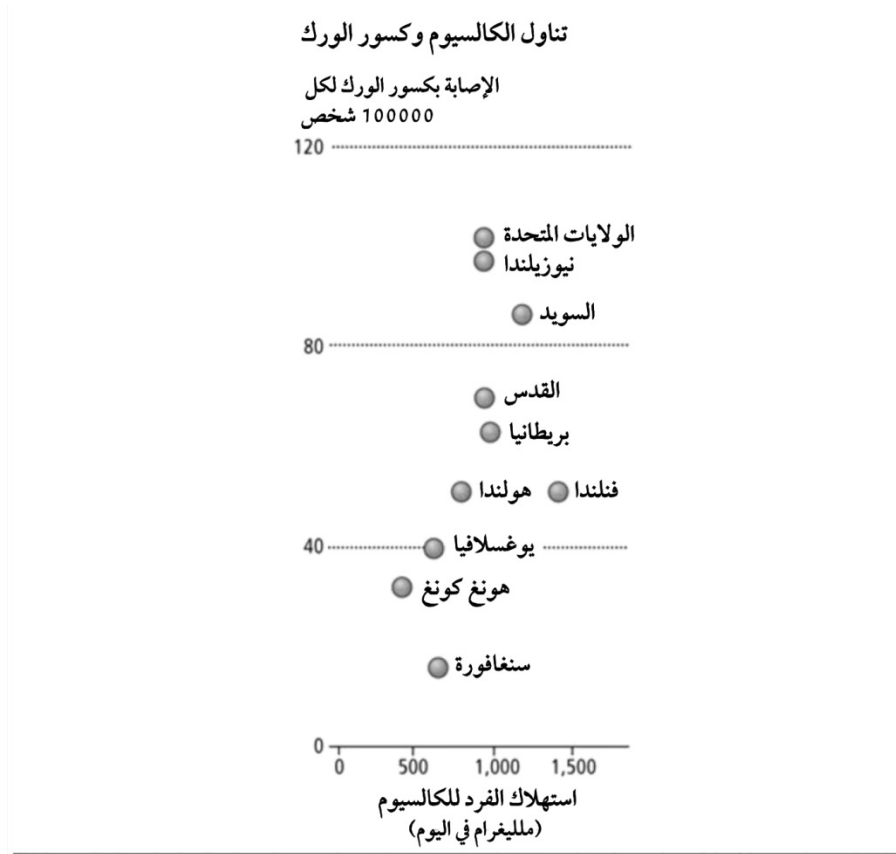 تناول الكالسيوم وكسور الورك
الإصابة بكسور الورك لكل
100000 شخص
120
الولايات المتحدة
نيوزيلندا
السويد
80
القدس
بريطانيا
هولندا
فنلندا
40
يوغسلافيا
هونغ كونغ
سنغافورة
0
0 500 1,000 1,500
استهلاك الفرد للكالسيوم
(ملليغرام في اليوم)